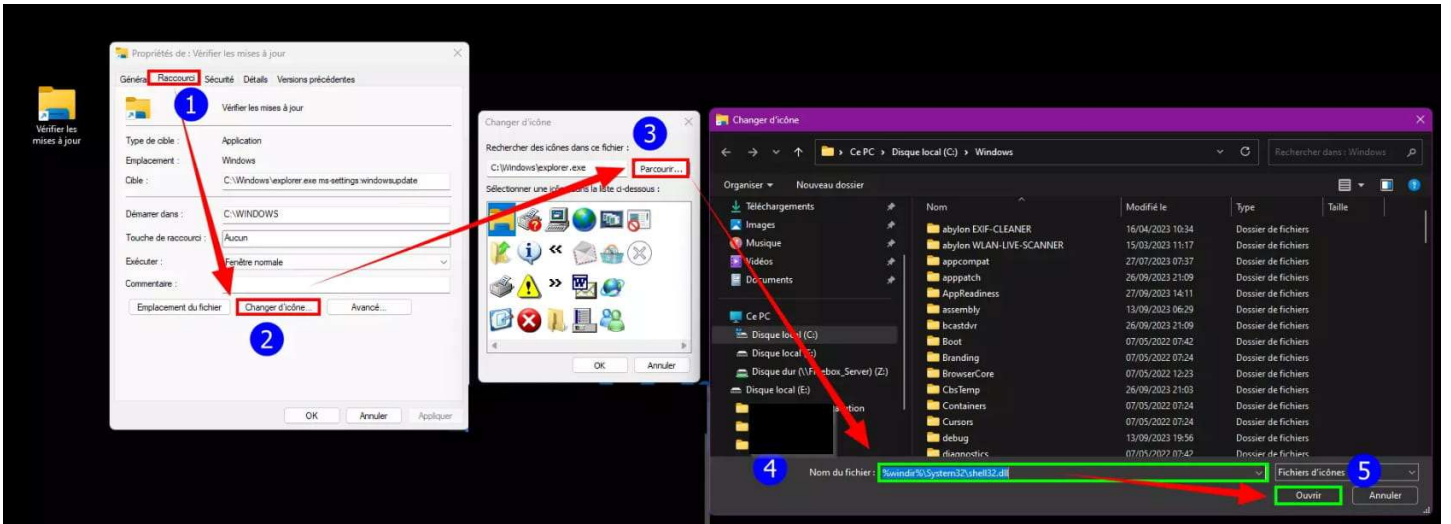 Vérifier les
mises à jour
Propriétés de : Vérifier les mises à jour
Général Raccourci Sécurité Détails Versions précédentes
1
Vérifier les mises à jour
Type de cible : Application
Emplacement : Windows
Cible : C:\Windows\explorer.exe ms-settings:windowsupdate
Démarrer dans : C:\WINDOWS
Touche de raccourci : Aucun
Exécuter : Fenêtre normale
Commentaire :
Emplacement du fichier Changer d'icône... Avancé...
2
OK Annuler Appliquer
Changer d'icône
3
Rechercher des icônes dans ce fichier :
C:\Windows\explorer.exe Parcourir...
Sélectionner une icône dans la liste ci-dessous :
OK Annuler
Changer d'icône
Ce PC > Disque local (C:) > Windows
Rechercher dans : Windows
Organiser Nouveau dossier
Téléchargements
Images
Musique
Vidéos
Documents
Ce PC
Disque local (C:)
Disque local
Disque dur (\\Freebox_Server) (Z:)
Disque local (E:)
Nom Modifié le Type Taille
abylon EXIF-CLEANER 16/04/2023 10:34 Dossier de fichiers
abylon WLAN-LIVE-SCANNER 15/03/2023 11:17 Dossier de fichiers
appcompat 27/07/2023 07:37 Dossier de fichiers
apppatch 26/09/2023 21:09 Dossier de fichiers
AppReadiness 27/09/2023 14:11 Dossier de fichiers
assembly 13/09/2023 06:29 Dossier de fichiers
bcastdvr 26/09/2023 21:09 Dossier de fichiers
Boot 07/05/2022 07:42 Dossier de fichiers
Branding 07/05/2022 07:24 Dossier de fichiers
BrowserCore 07/05/2022 12:23 Dossier de fichiers
CbsTemp 26/09/2023 21:03 Dossier de fichiers
Containers 07/05/2022 07:24 Dossier de fichiers
Cursors 07/05/2022 07:24 Dossier de fichiers
debug 13/09/2023 19:56 Dossier de fichiers
diagnostics 07/05/2022 07:42 Dossier de fichiers
4
Nom du fichier : %windir%\System32\shell32.dll
Fichiers d'icônes
5
Ouvrir Annuler